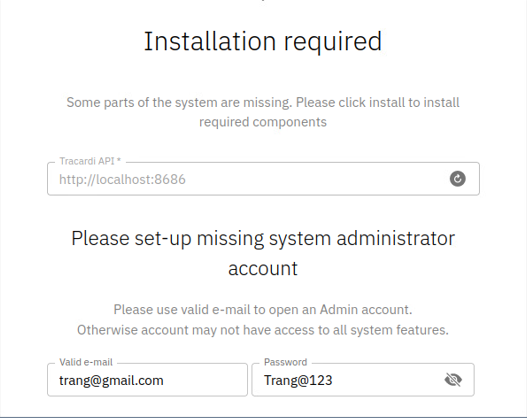 Installation required
Some parts of the system are missing. Please click install to install
required components
Tracardi API *
http://localhost:8686
Please set-up missing system administrator
account
Please use valid e-mail to open an Admin account.
Otherwise account may not have access to all system features.
Valid e-mail
Password
trang@gmail.com
Trang@123